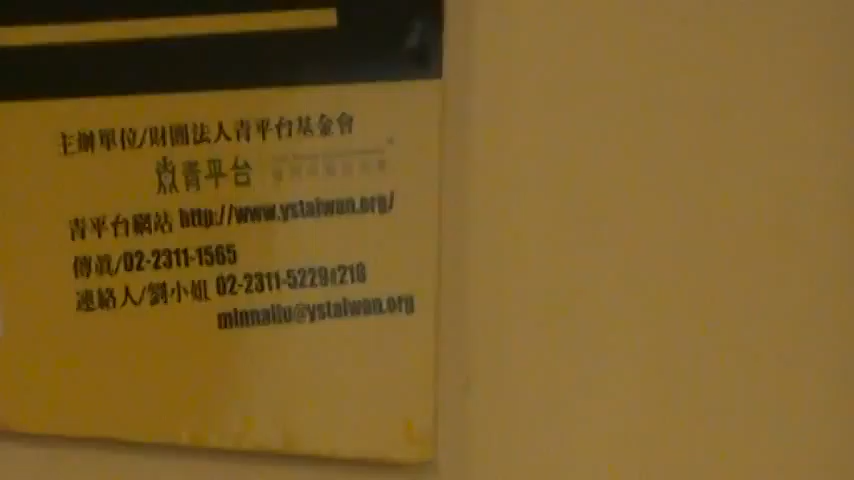 主辦單位/財團法人青平台基金會
青平台
青平台網站 http://www.ystaiwan.org/
傳真/02-2311-1565
連絡人/劉小姐 02-2311-5229#218
minnaliu@ystaiwan.org